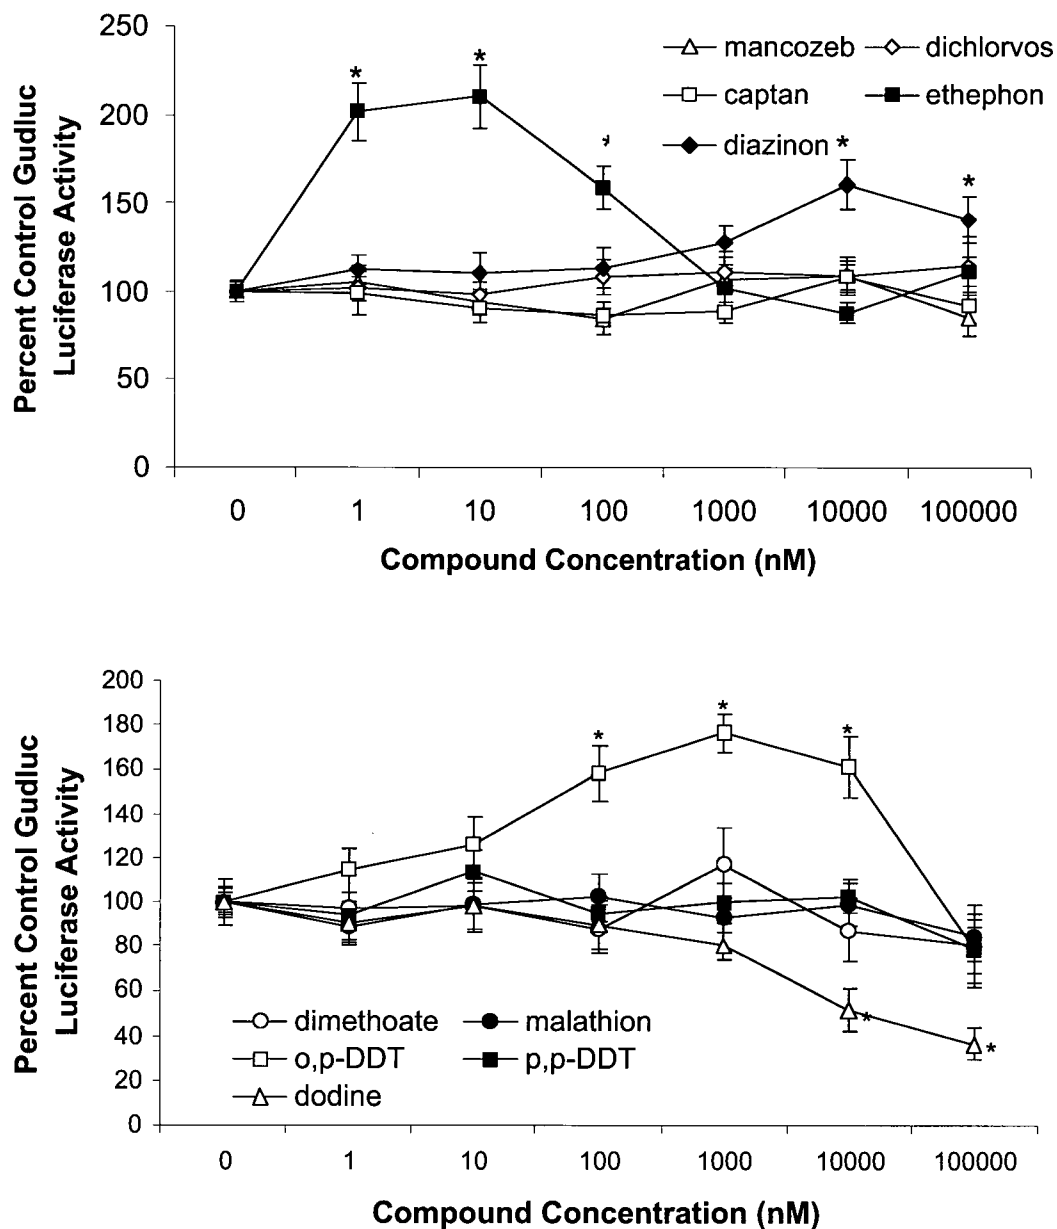 250
200
150
100
50
0
Percent Control Gudluc
Luciferase Activity
mancozeb dichlorvos
captan ethephon
diazinon
* * * * *
0 1 10 100 1000 10000 100000
Compound Concentration (nM)
200
180
160
140
120
100
80
60
40
20
0
Percent Control Gudluc
Luciferase Activity
* * *
dimethoate malathion
o,p-DDT p,p-DDT
dodine
* *
0 1 10 100 1000 10000 100000
Compound Concentration (nM)